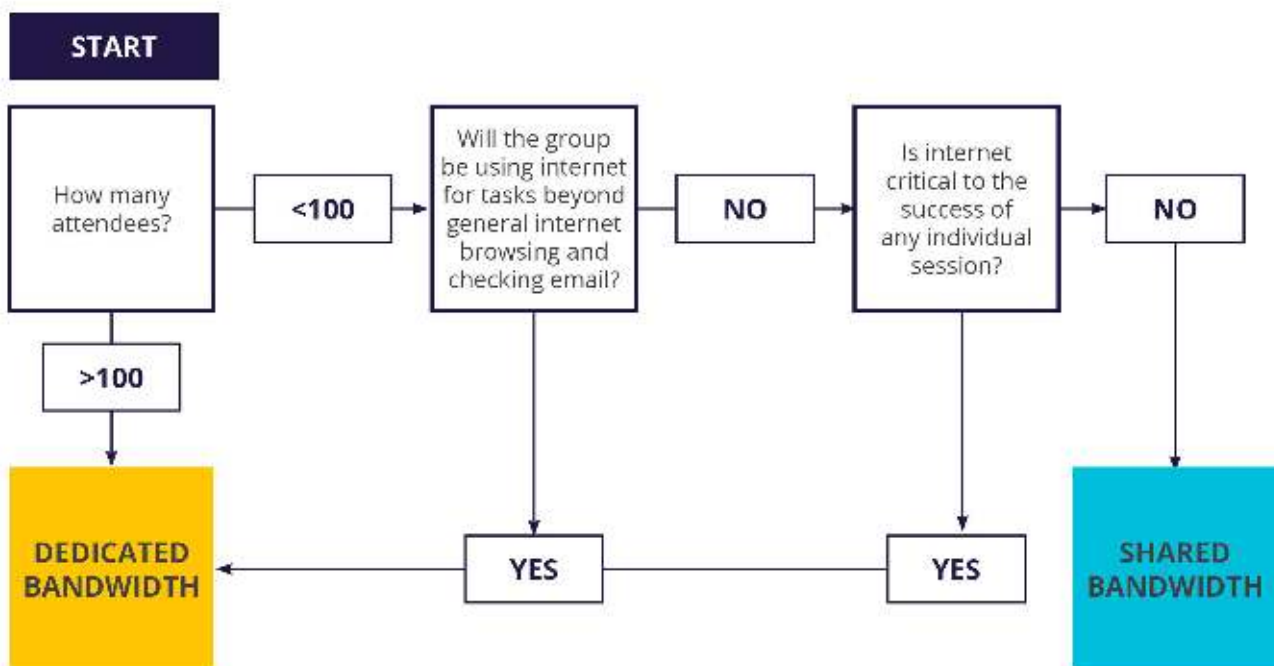 START
How many
attendees?
<100
Will the group
be using internet
for tasks beyond
general internet
browsing and
checking email?
NO
Is internet
critical to the
success of
any individual
session?
NO
>100
DEDICATED
BANDWIDTH
YES
YES
SHARED
BANDWIDTH